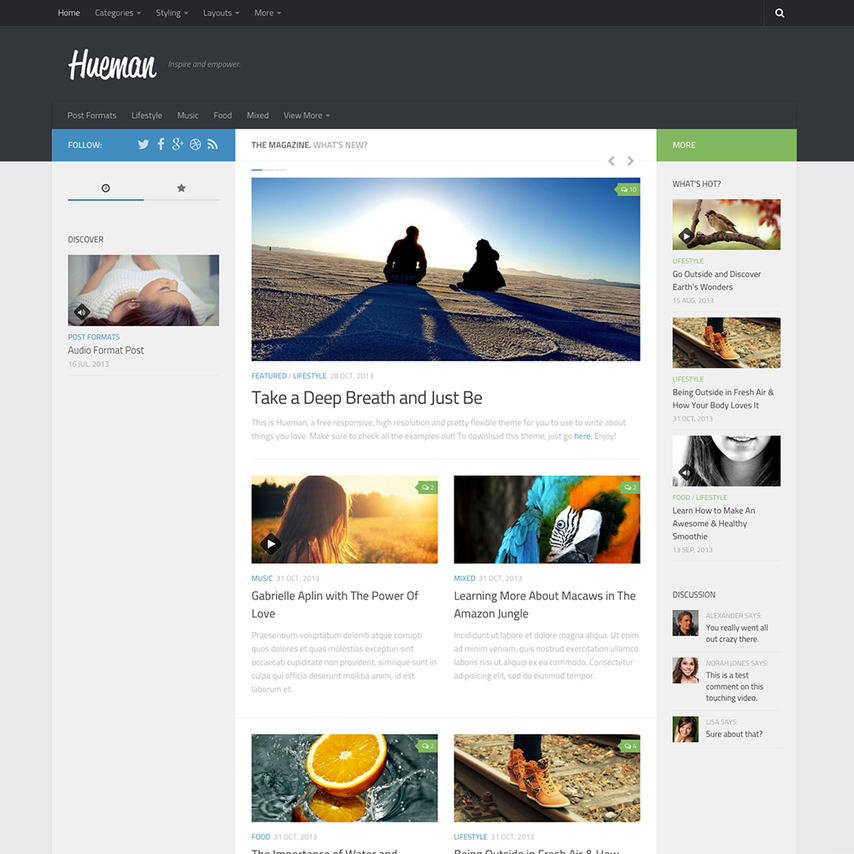 Home Categories Styling Layouts More
Hueman Inspire and empower.
Post Formats Lifestyle Music Food Mixed View More
FOLLOW:
THE MAGAZINE. WHAT'S NEW?
MORE
DISCOVER
POST FORMATS
Audio Format Post
16 JUL, 2013
10
FEATURED / LIFESTYLE 28 OCT, 2013
Take a Deep Breath and Just Be
This is Hueman, a free responsive, high resolution and pretty flexible theme for you to use to write about
things you love. Make sure to check all the examples out! To download this theme, just go here. Enjoy!
2
MUSIC 31 OCT, 2013
Gabrielle Aplin with The Power Of
Love
Praesentium voluptatum deleniti atque corrupti
quos dolores et quas molestias excepturi sint
occaecati cupiditate non provident, similique sunt in
culpa qui officia deserunt mollitia animi, id est
laborum et.
2
MIXED 31 OCT, 2013
Learning More About Macaws in The
Amazon Jungle
Incididunt ut labore et dolore magna aliqua. Ut enim
ad minim veniam, quis nostrud exercitation ullamco
laboris nisi ut aliquip ex ea commodo. Consectetur
adipisicing elit, sed do eiusmod tempor.
2
FOOD 31 OCT, 2013
The Importance of Water and
4
LIFESTYLE 31 OCT, 2013
Being Outside in Fresh Air & How
WHAT'S HOT?
LIFESTYLE
Go Outside and Discover
Earth's Wonders
15 AUG, 2013
LIFESTYLE
Being Outside in Fresh Air &
How Your Body Loves It
31 OCT, 2013
FOOD / LIFESTYLE
Learn How to Make An
Awesome & Healthy
Smoothie
13 SEP, 2013
DISCUSSION
ALEXANDER SAYS:
You really went all
out crazy there.
NORAH JONES SAYS:
This is a test
comment on this
touching video.
LISA SAYS:
Sure about that?